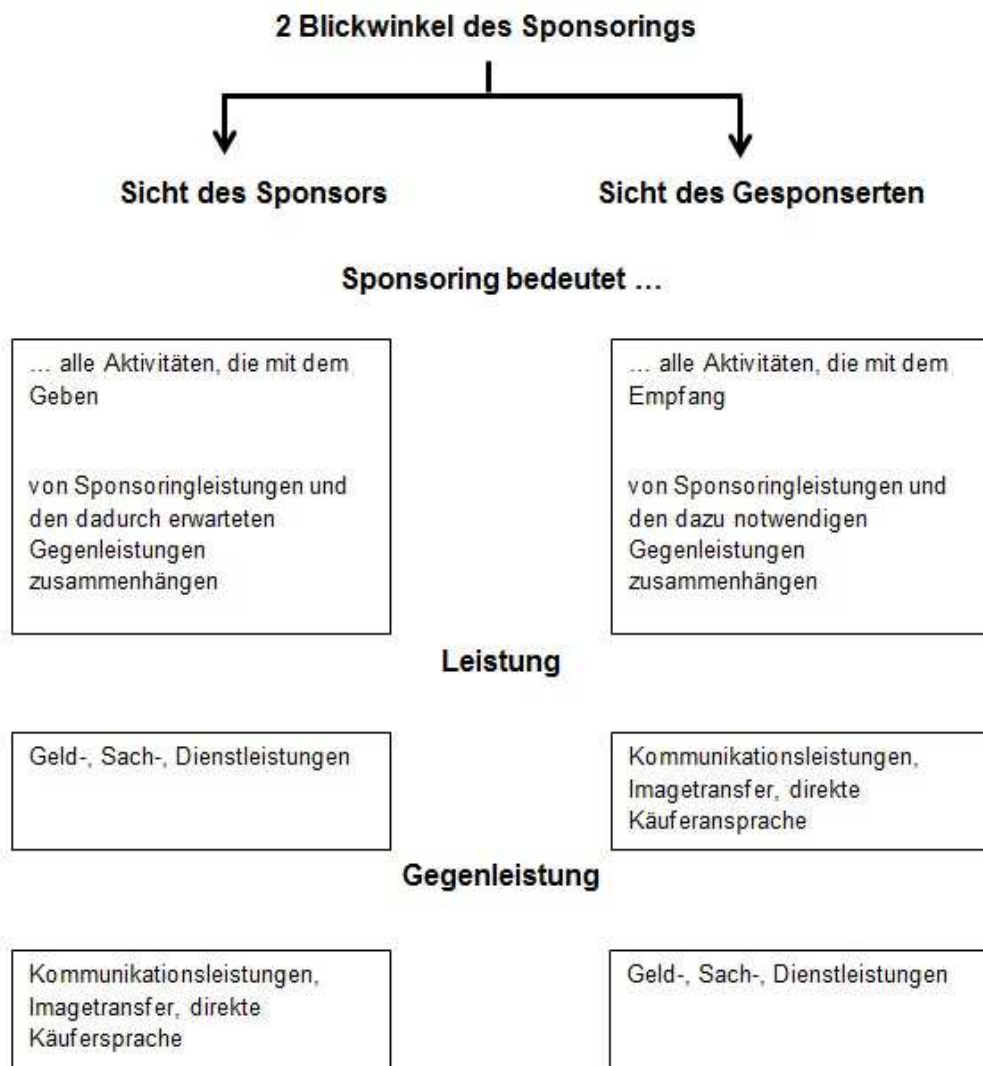 2 Blickwinkel des Sponsorings
Sicht des Sponsors
Sicht des Gesponserten
Sponsoring bedeutet …
… alle Aktivitäten, die mit dem
Geben
von Sponsoringleistungen und
den dadurch erwarteten
Gegenleistungen
zusammenhängen
… alle Aktivitäten, die mit dem
Empfang
von Sponsoringleistungen und
den dazu notwendigen
Gegenleistungen
zusammenhängen
Leistung
Geld-, Sach-, Dienstleistungen
Kommunikationsleistungen,
Imagetransfer, direkte
Käuferansprache
Gegenleistung
Kommunikationsleistungen,
Imagetransfer, direkte
Käufersprache
Geld-, Sach-, Dienstleistungen